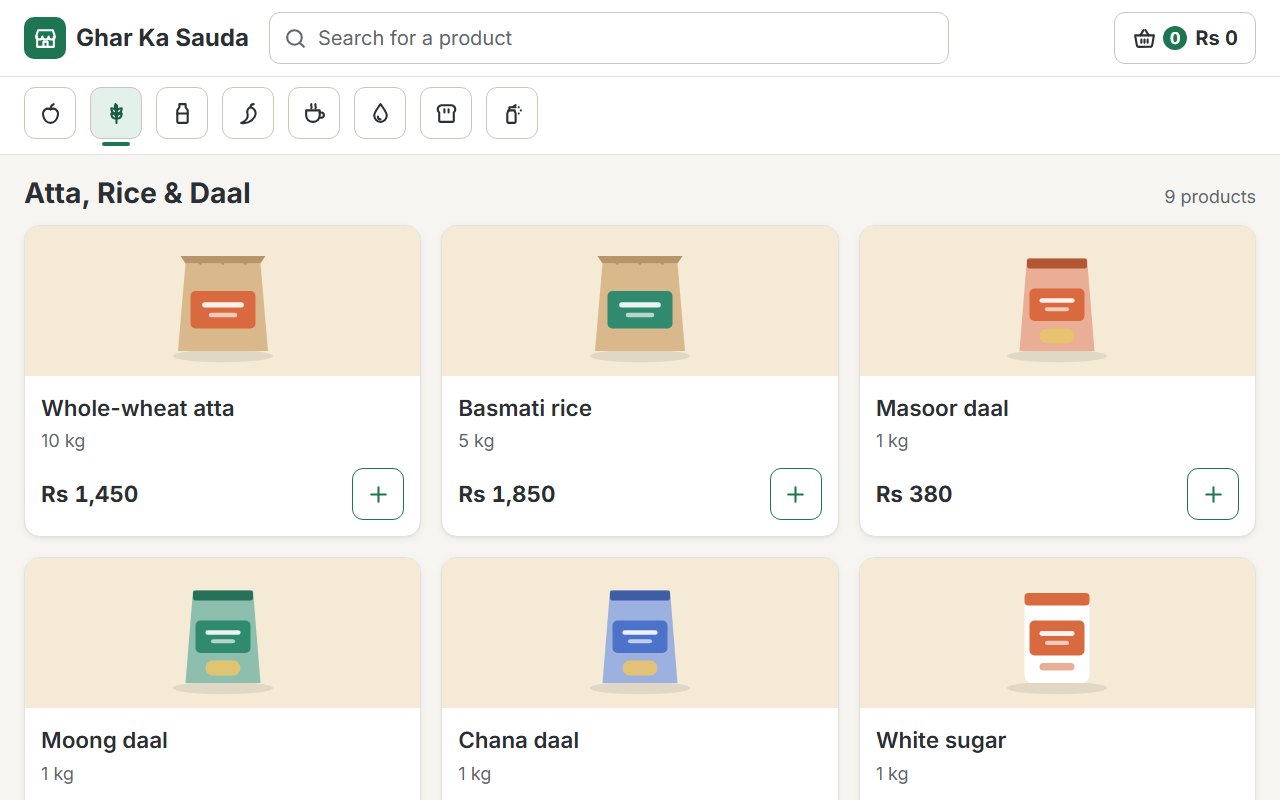 Ghar Ka Sauda
Search for a product
0 Rs 0
Atta, Rice & Daal
9 products
Whole-wheat atta
10 kg
Rs 1,450
Basmati rice
5 kg
Rs 1,850
Masoor daal
1 kg
Rs 380
Moong daal
1 kg
Chana daal
1 kg
White sugar
1 kg